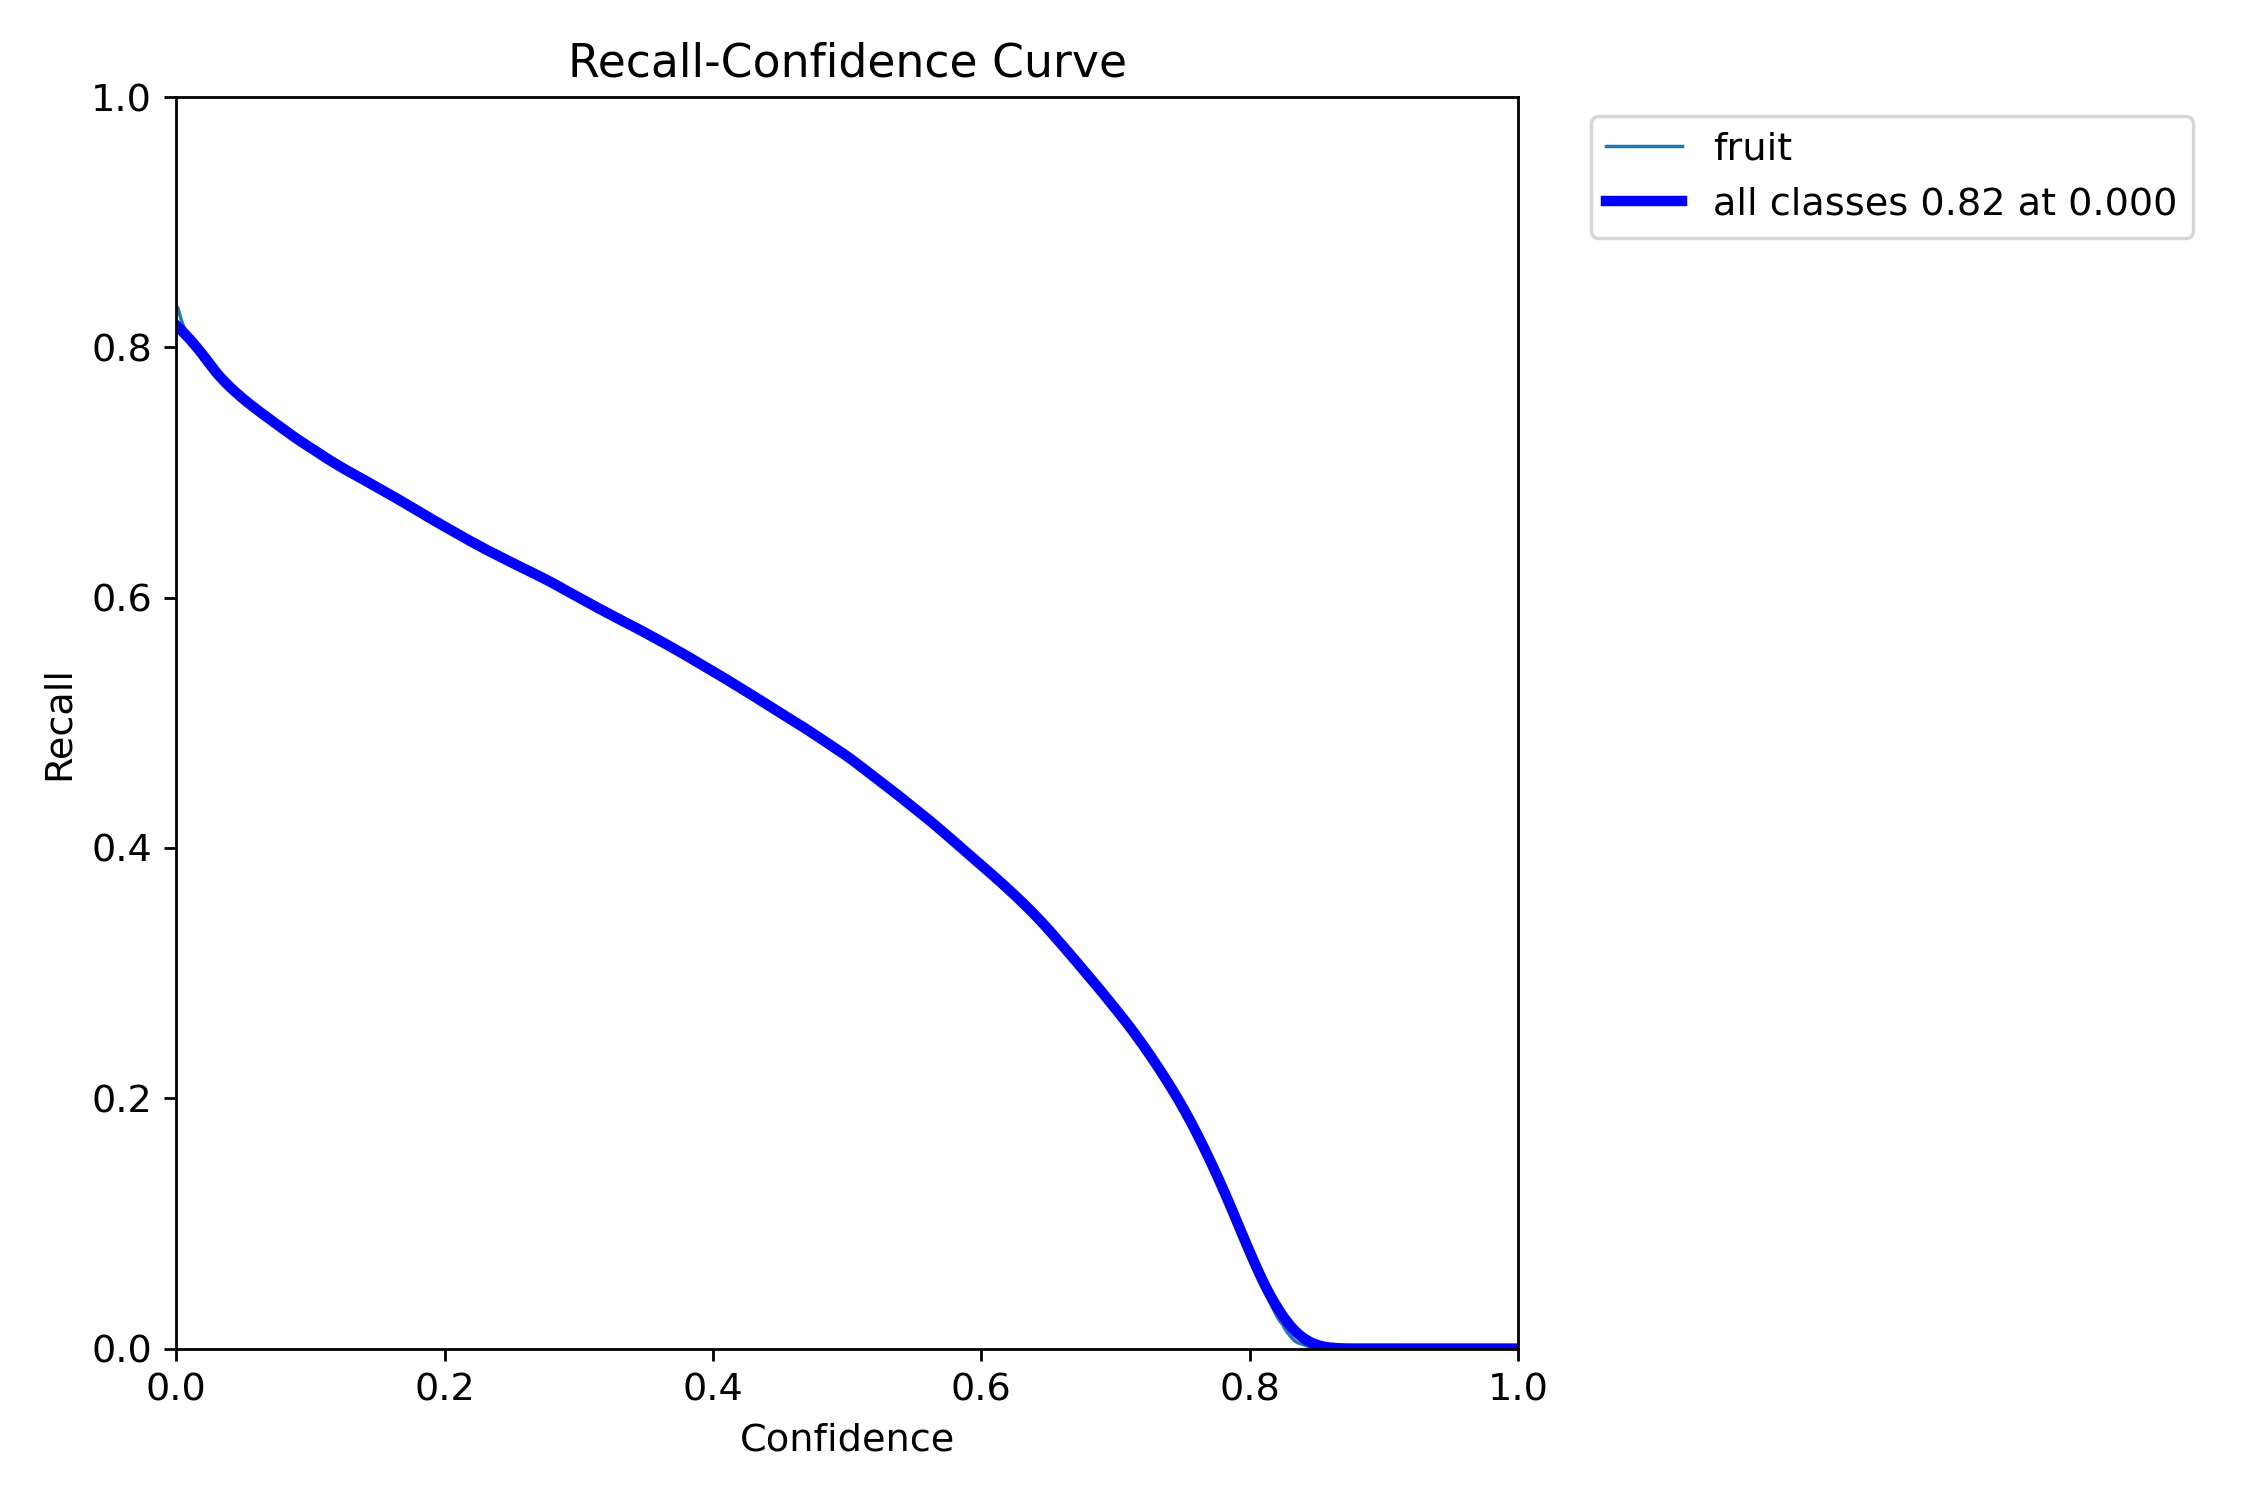 Recall-Confidence Curve
1.0
0.8
0.6
0.4
0.2
0.0
Recall
0.0 0.2 0.4 0.6 0.8 1.0
Confidence
fruit
all classes 0.82 at 0.000